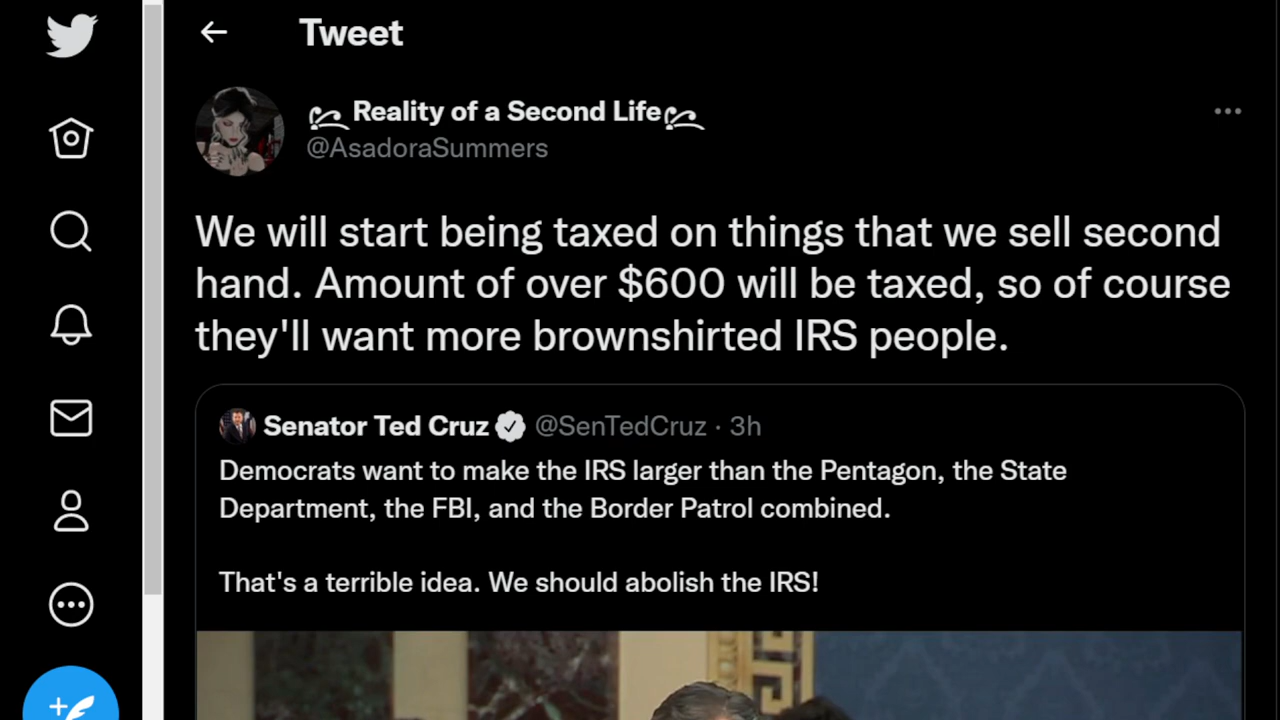 Tweet
Reality of a Second Life
@AsadoraSummers
We will start being taxed on things that we sell second
hand. Amount of over $600 will be taxed, so of course
they'll want more brownshirted IRS people.
Senator Ted Cruz @SenTedCruz · 3h
Democrats want to make the IRS larger than the Pentagon, the State
Department, the FBI, and the Border Patrol combined.
That's a terrible idea. We should abolish the IRS!